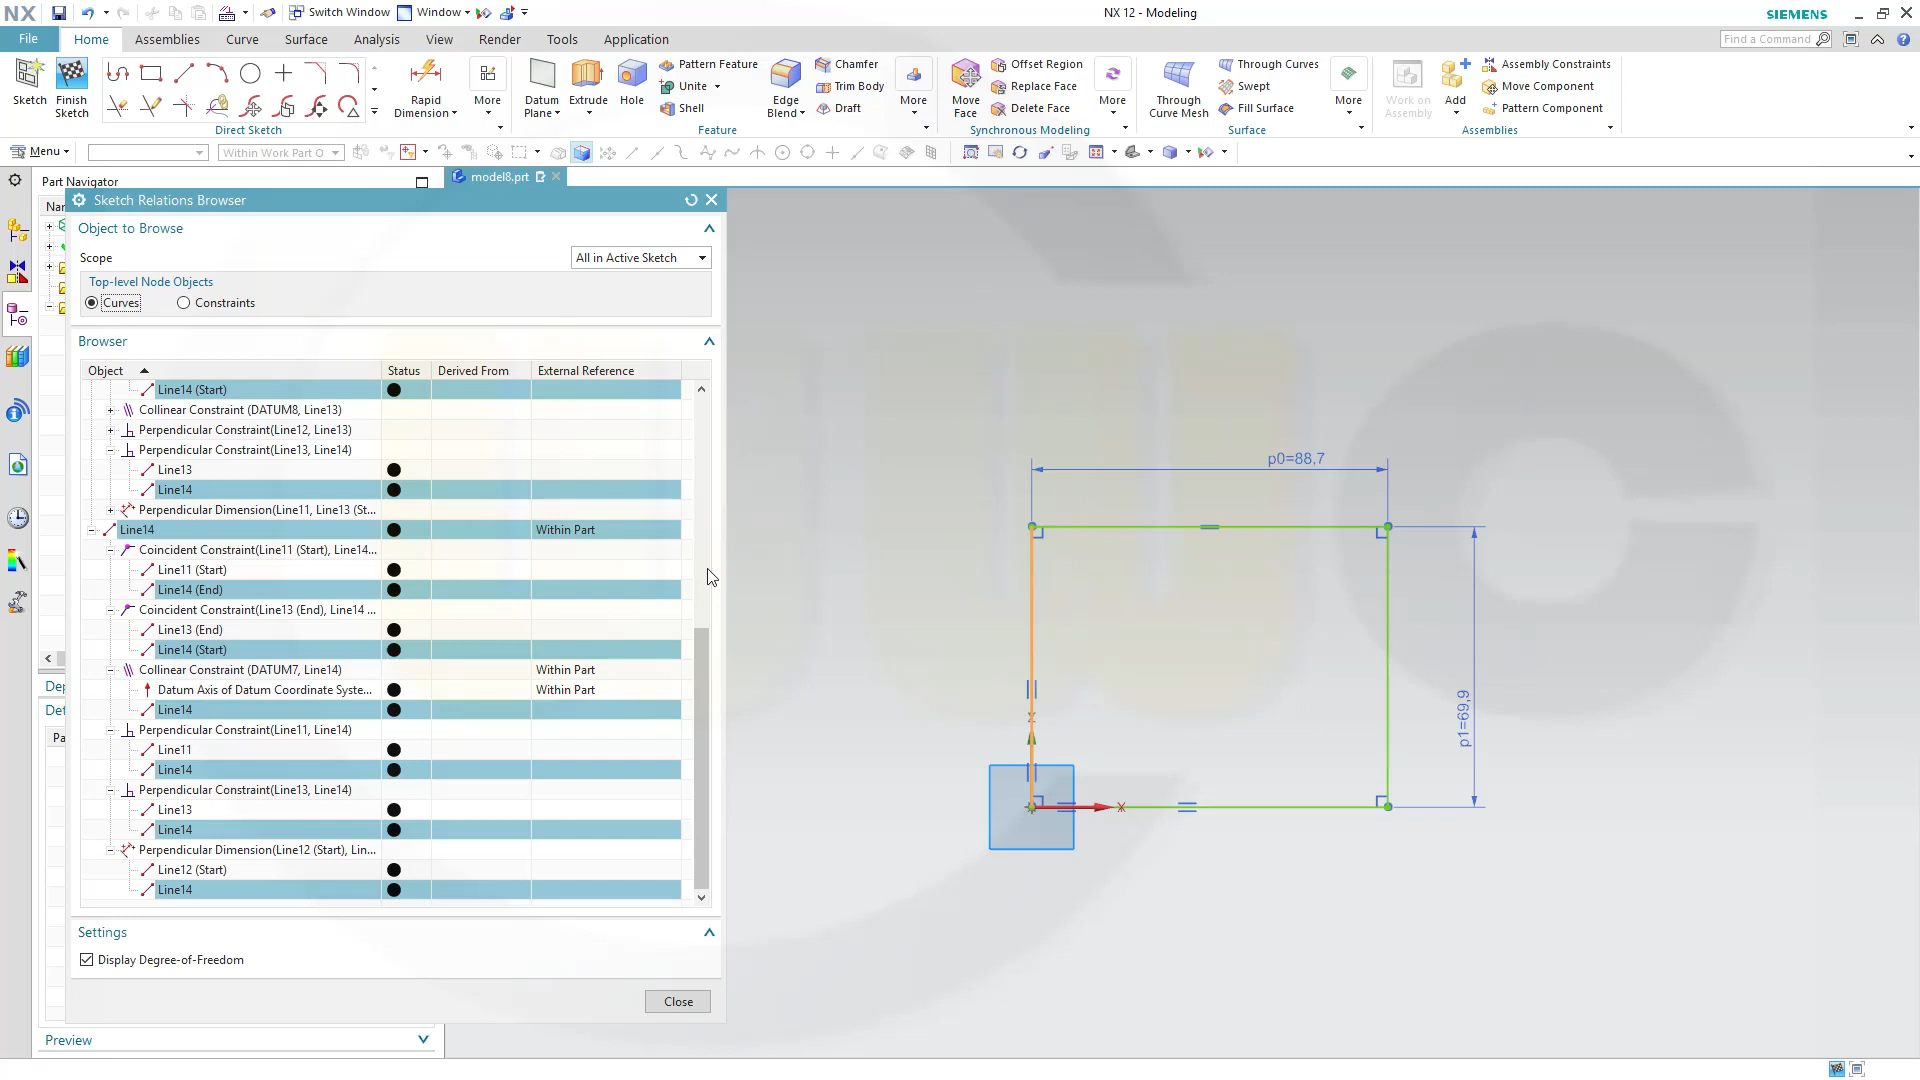 NX
Switch Window
Window
NX 12 - Modeling
SIEMENS
File
Home
Assemblies
Curve
Surface
Analysis
View
Render
Tools
Application
Find a Command
Sketch
Finish Sketch
Direct Sketch
Rapid Dimension
More
Datum Plane
Extrude
Hole
Pattern Feature
Unite
Shell
Edge Blend
Chamfer
Trim Body
Draft
More
Feature
Move Face
Offset Region
Replace Face
Delete Face
More
Synchronous Modeling
Through Curve Mesh
Through Curves
Swept
Fill Surface
More
Surface
Work on Assembly
Add
Assembly Constraints
Move Component
Pattern Component
Assemblies
Menu
Within Work Part O
Part Navigator
model8.prt
Sketch Relations Browser
Object to Browse
Scope
All in Active Sketch
Top-level Node Objects
Curves
Constraints
Browser
Object
Status
Derived From
External Reference
Line14 (Start)
Collinear Constraint (DATUM8, Line13)
Perpendicular Constraint(Line12, Line13)
Perpendicular Constraint(Line13, Line14)
Line13
Line14
Perpendicular Dimension(Line11, Line13 (St...
Line14 Within Part
Coincident Constraint(Line11 (Start), Line14...
Line11 (Start)
Line14 (End)
Coincident Constraint(Line13 (End), Line14 ...
Line13 (End)
Line14 (Start)
Collinear Constraint (DATUM7, Line14) Within Part
Datum Axis of Datum Coordinate Syste... Within Part
Line14
Perpendicular Constraint(Line11, Line14)
Line11
Line14
Perpendicular Constraint(Line13, Line14)
Line13
Line14
Perpendicular Dimension(Line12 (Start), Lin...
Line12 (Start)
Line14
Settings
Display Degree-of-Freedom
Close
Preview
p0=88,7
p1=69,9
X